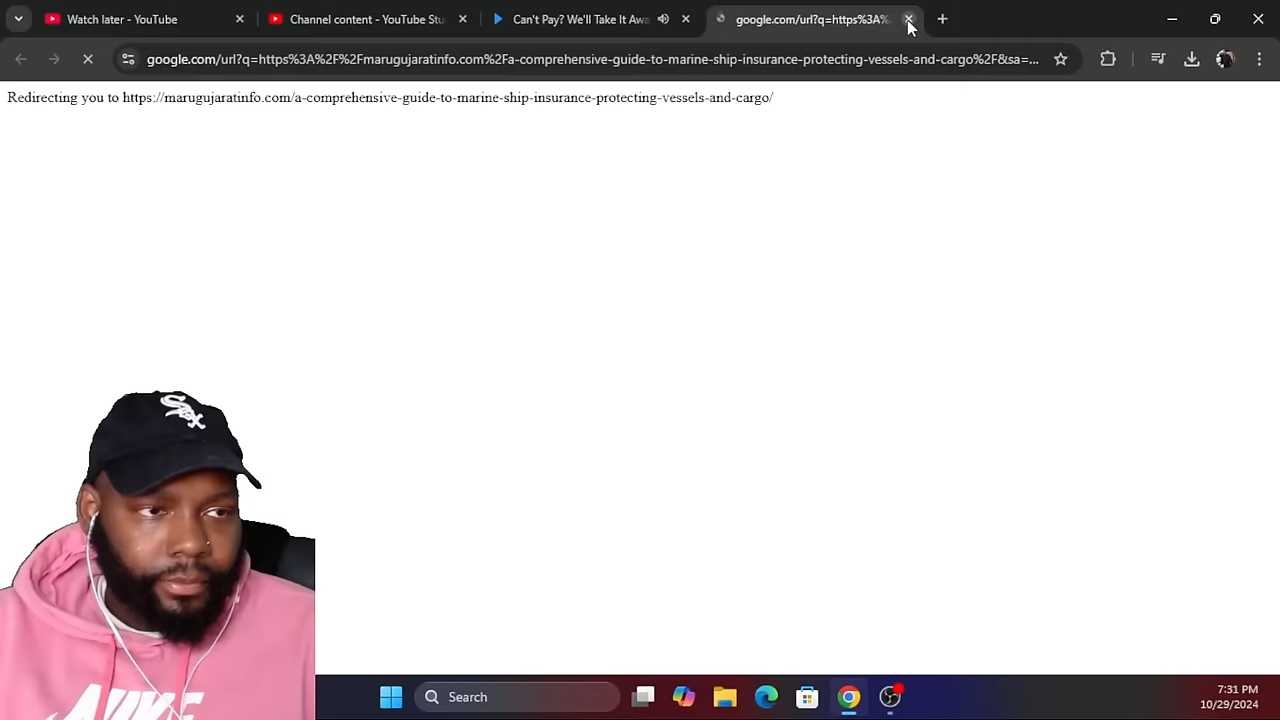 Watch later - YouTube
Channel content - YouTube Stu
Can't Pay? We'll Take It Awa
google.com/url?q=https%3A%
google.com/url?q=https%3A%2F%2Fmarugujaratinfo.com%2Fa-comprehensive-guide-to-marine-ship-insurance-protecting-vessels-and-cargo%2F&sa=...
Redirecting you to https://marugujaratinfo.com/a-comprehensive-guide-to-marine-ship-insurance-protecting-vessels-and-cargo/
Sox
NIKE
Search
7:31 PM
10/29/2024